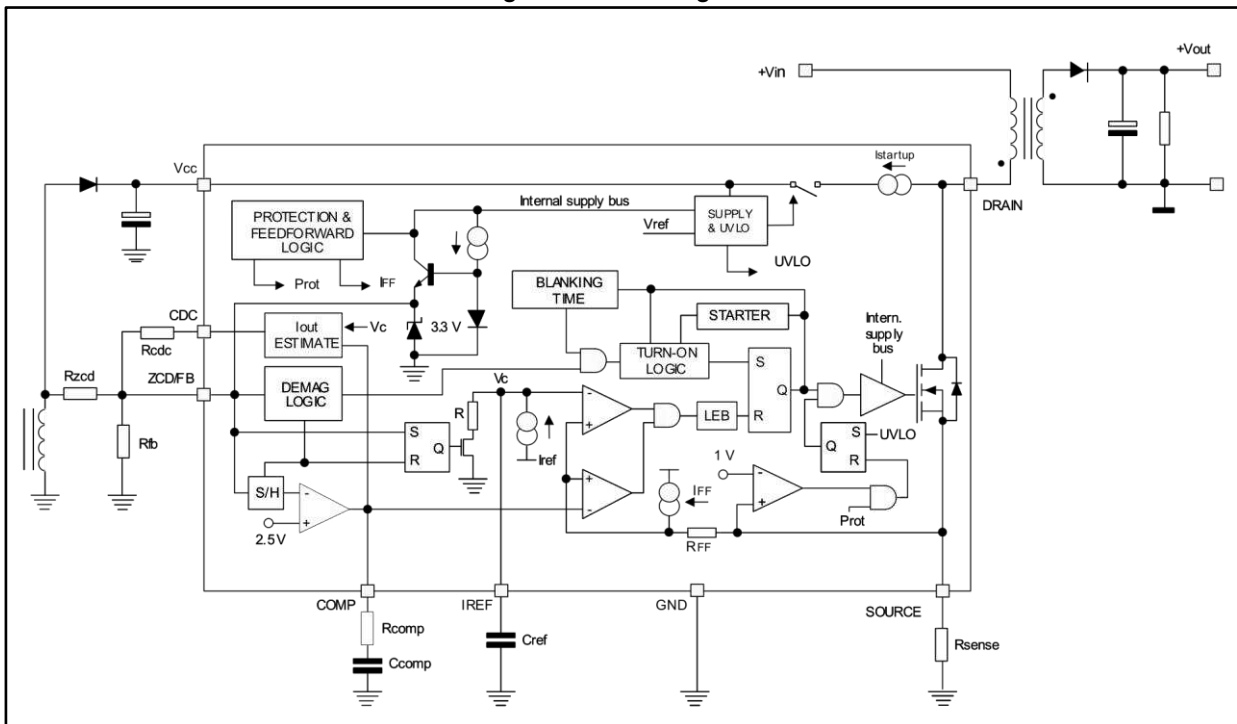 +Vin
+Vout
Vcc
Istartup
DRAIN
Internal supply bus
PROTECTION &
FEEDFORWARD
LOGIC
Vref
SUPPLY
& UVLO
UVLO
Prot
IFF
BLANKING
TIME
STARTER
CDC
Iout
ESTIMATE
Vc
3.3 V
Rcdc
Intern.
supply
bus
TURN-ON
LOGIC
S
Q
R
Rzcd
ZCD/FB
DEMAG
LOGIC
Vc
R
S
Q
R
Iref
-
+
LEB
Q
S
R
UVLO
Rfb
S/H
-
+
2.5V
-
+
IFF
1 V
-
+
Prot
RFF
COMP
IREF
GND
SOURCE
Rcomp
Ccomp
Cref
Rsense